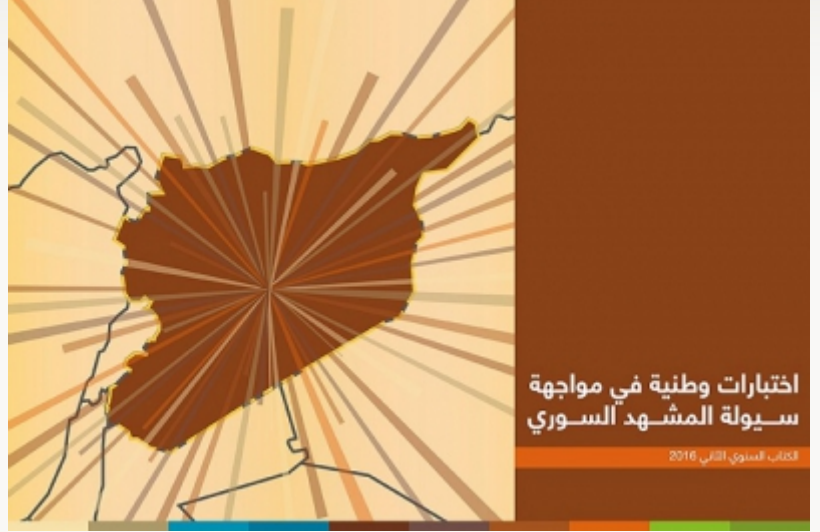 اختبارات وطنية في مواجهة
سيولة المشهد السوري
الكتاب السنوي الثاني 2016